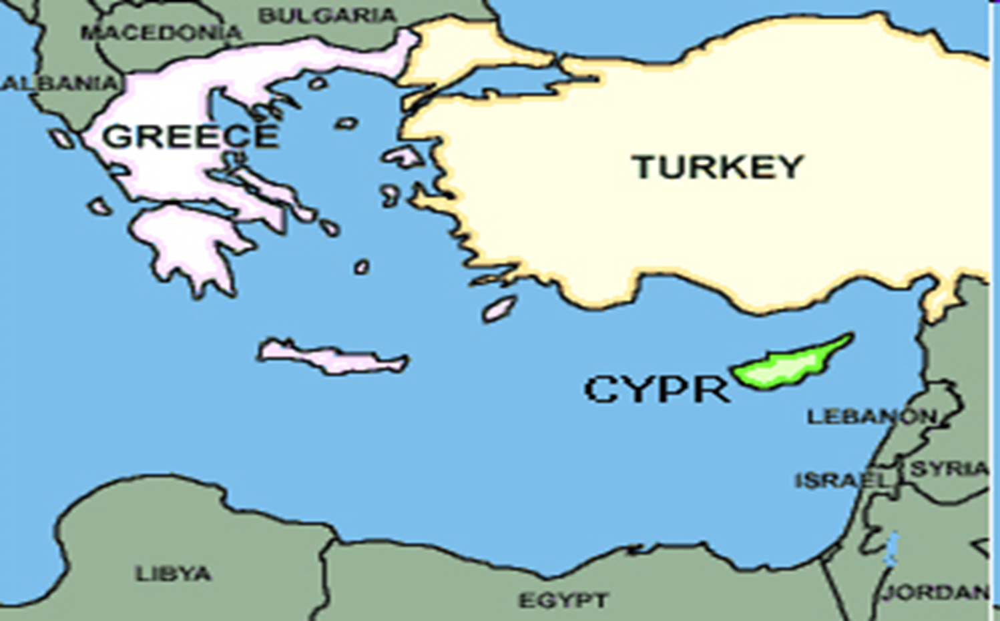 BULGARIA
MACEDONIA
ALBANIA
GREECE
TURKEY
CYPR
LEBANON
SYRIA
ISRAEL
LIBYA
JORDAN
EGYPT